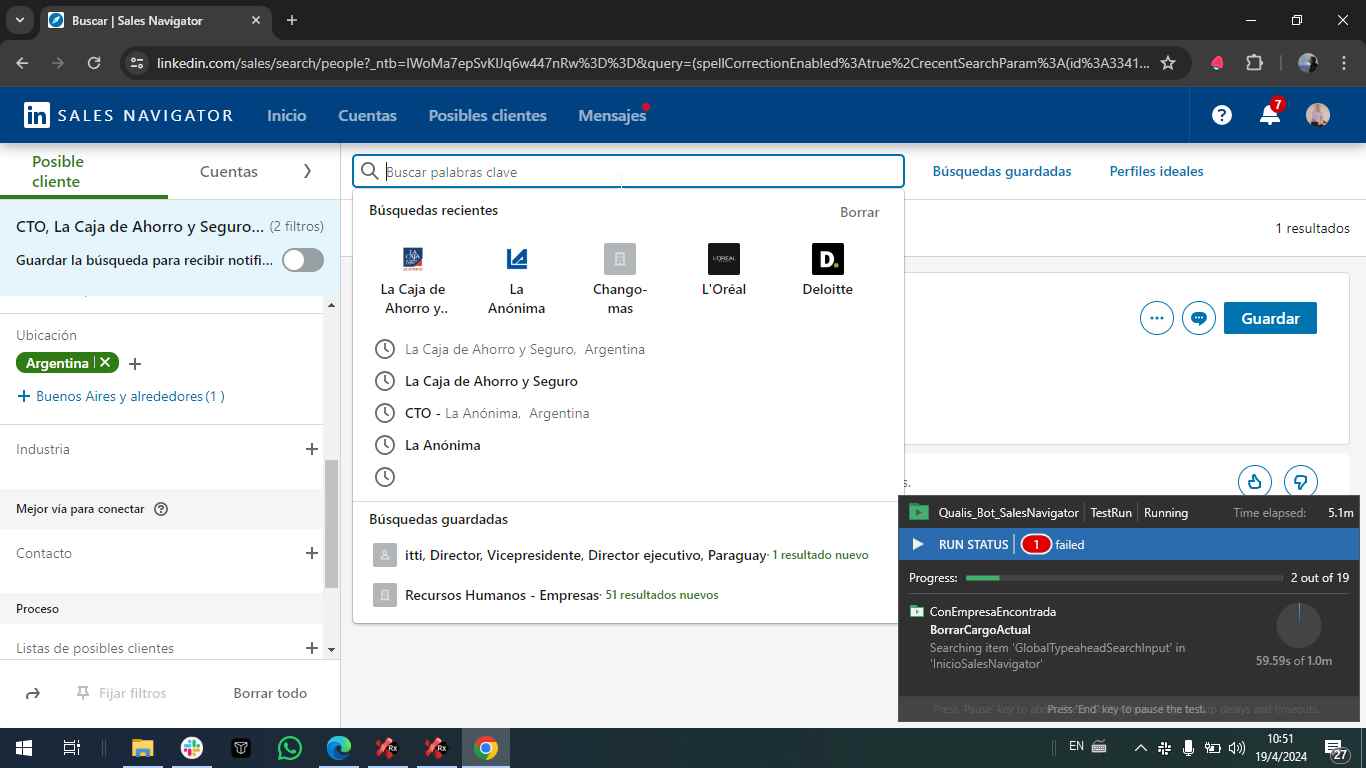 Buscar | Sales Navigator
linkedin.com/sales/search/people?_ntb=IWoMa7epSvKIJq6w447nRw%3D%3D&query=(spellCorrectionEnabled%3Atrue%2CrecentSearchParam%3A(id%3A3341...
in SALES NAVIGATOR
Inicio
Cuentas
Posibles clientes
Mensajes
7
Posible cliente
Cuentas
Buscar palabras clave
Búsquedas guardadas
Perfiles ideales
CTO, La Caja de Ahorro y Seguro... (2 filtros)
Guardar la búsqueda para recibir notifi...
Ubicación
Argentina
Buenos Aires y alrededores (1 )
Industria
Mejor vía para conectar
Contacto
Proceso
Listas de posibles clientes
Fijar filtros
Borrar todo
Búsquedas recientes
Borrar
La Caja de Ahorro y..
La Anónima
Chango-mas
L'Oréal
Deloitte
La Caja de Ahorro y Seguro, Argentina
La Caja de Ahorro y Seguro
CTO - La Anónima, Argentina
La Anónima
Búsquedas guardadas
itti, Director, Vicepresidente, Director ejecutivo, Paraguay· 1 resultado nuevo
Recursos Humanos - Empresas· 51 resultados nuevos
1 resultados
Guardar
s.
Qualis_Bot_SalesNavigator
TestRun
Running
Time elapsed: 5.1m
RUN STATUS
1 failed
Progress:
2 out of 19
ConEmpresaEncontrada
BorrarCargoActual
Searching item 'GlobalTypeaheadSearchInput' in
'InicioSalesNavigator'
59.59s of 1.0m
Press 'End' key to pause the test.
EN
10:51
19/4/2024
27